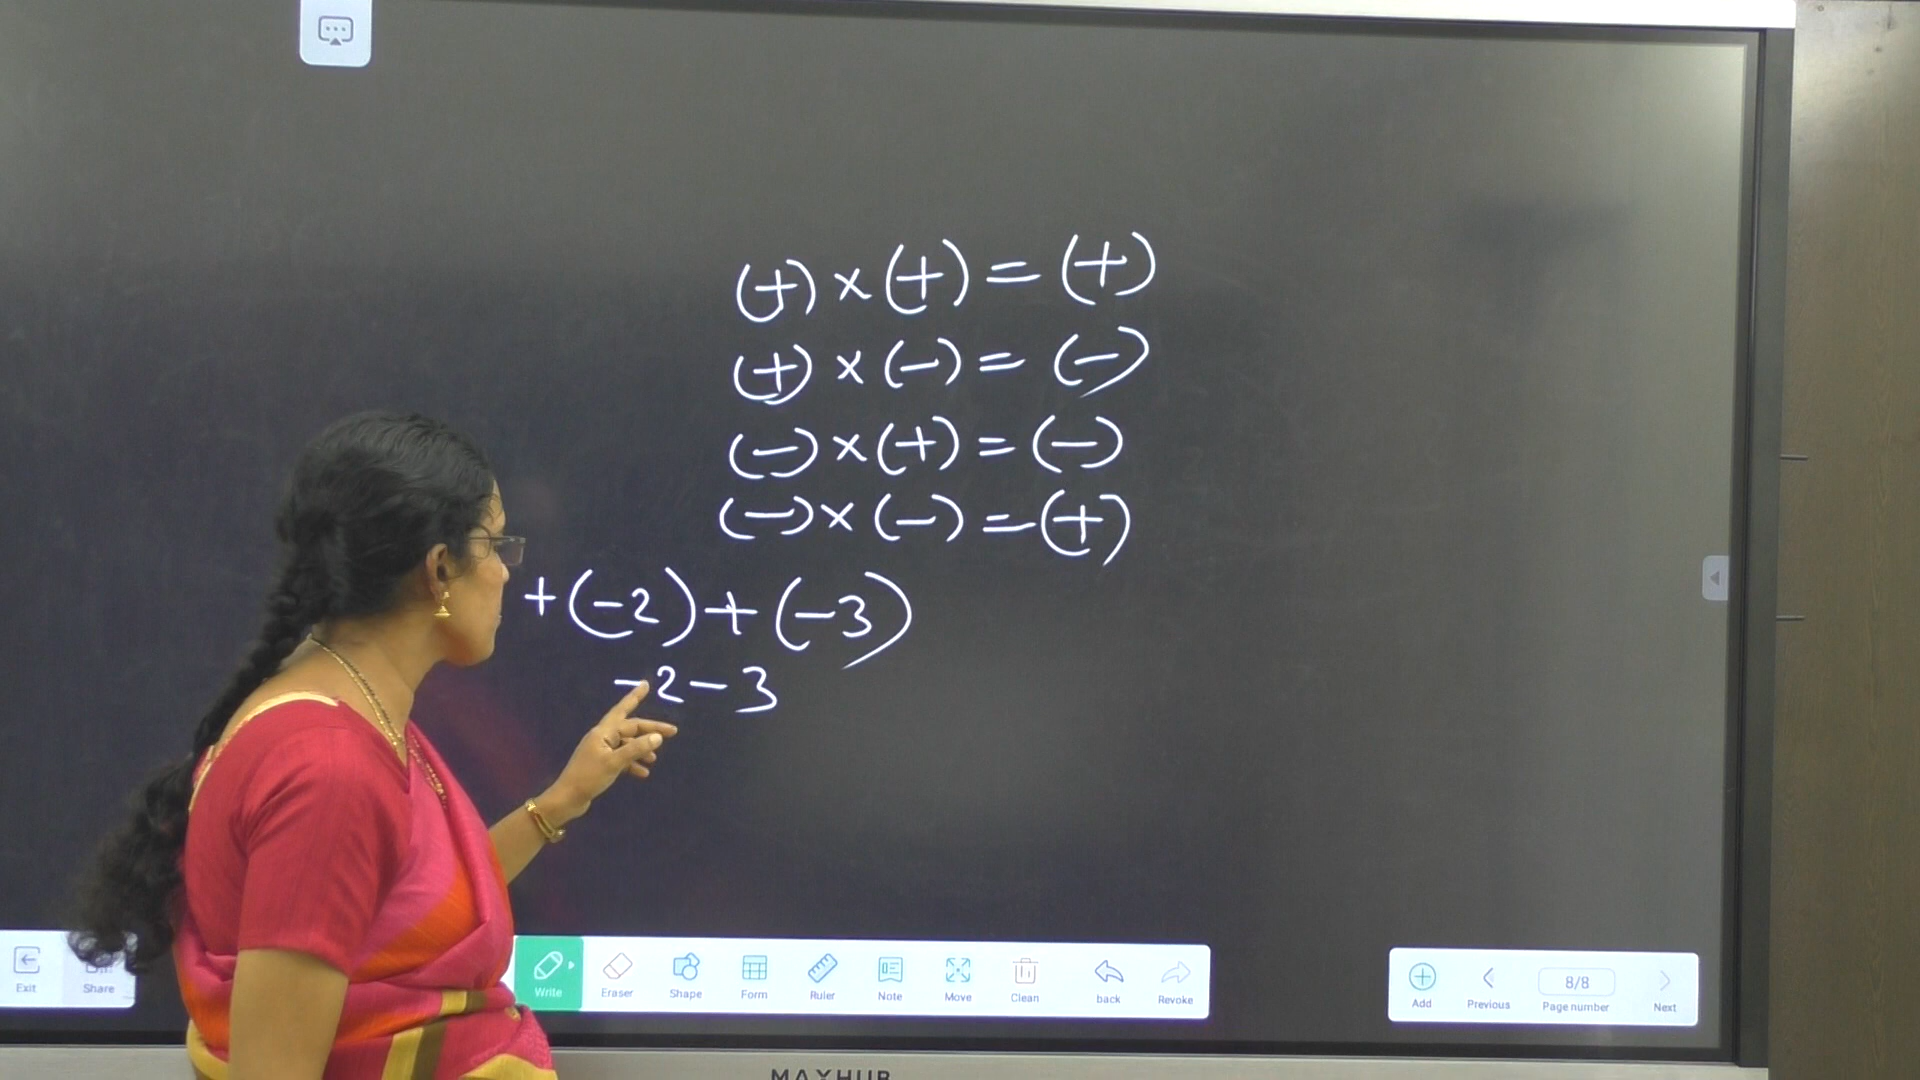 (+) × (+) = (+)
(+) × (-) = (-)
(-) × (+) = (-)
(-) × (-) = (+)
+ (-2) + (-3)
-2 - 3
Exit Share Write Eraser Shape Form Ruler Note Move Clean back Revoke
Add Previous 8/8 Page number Next
MAXHUB